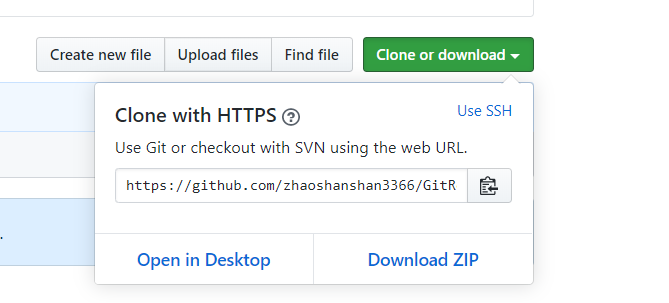 Create new file Upload files Find file Clone or download
Clone with HTTPS Use SSH
Use Git or checkout with SVN using the web URL.
https://github.com/zhaoshanshan3366/GitR
.
Open in Desktop Download ZIP